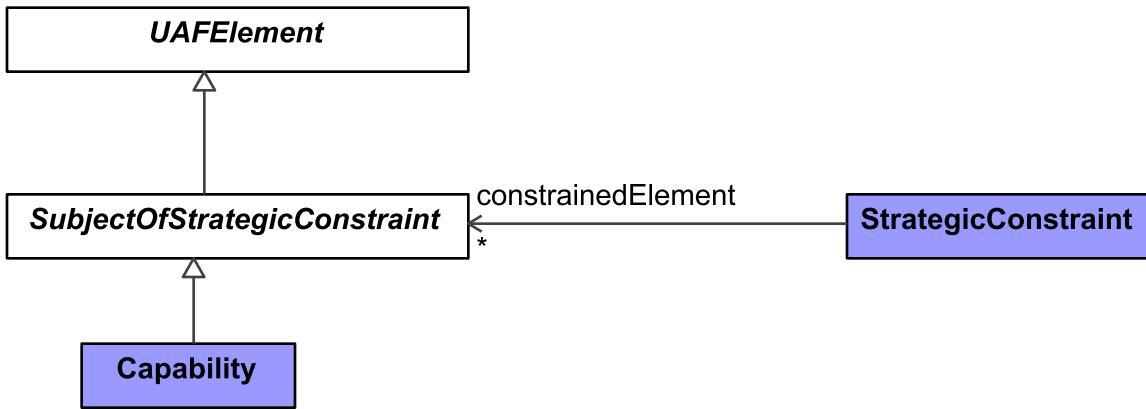 UAFElement
constrainedElement
SubjectOfStrategicConstraint
StrategicConstraint
*
Capability